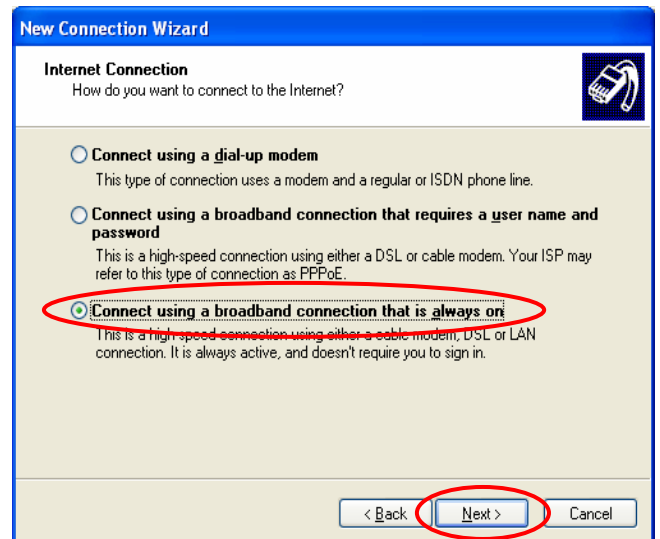 New Connection Wizard
Internet Connection
How do you want to connect to the Internet?
Connect using a dial-up modem
This type of connection uses a modem and a regular or ISDN phone line.
Connect using a broadband connection that requires a user name and
password
This is a high-speed connection using either a DSL or cable modem. Your ISP may
refer to this type of connection as PPPoE.
Connect using a broadband connection that is always on
This is a high-speed connection using either a cable modem, DSL or LAN
connection. It is always active, and doesn't require you to sign in.
< Back
Next >
Cancel